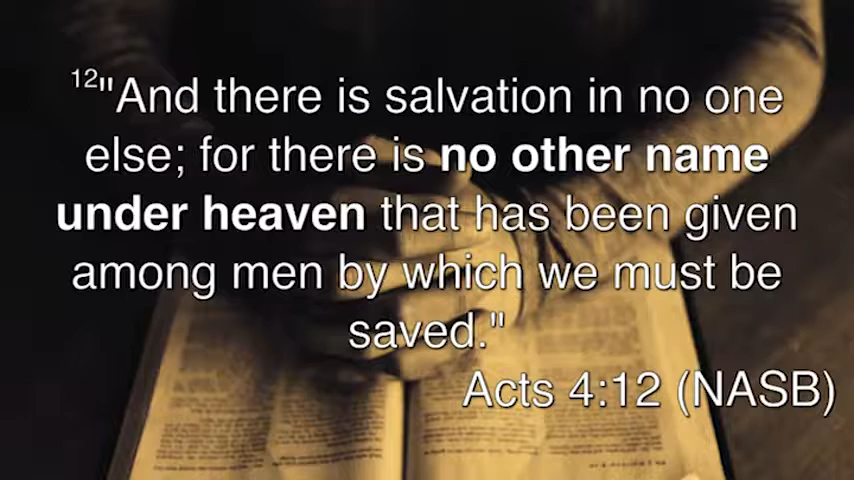 12"And there is salvation in no one
else; for there is no other name
under heaven that has been given
among men by which we must be
saved."
Acts 4:12 (NASB)